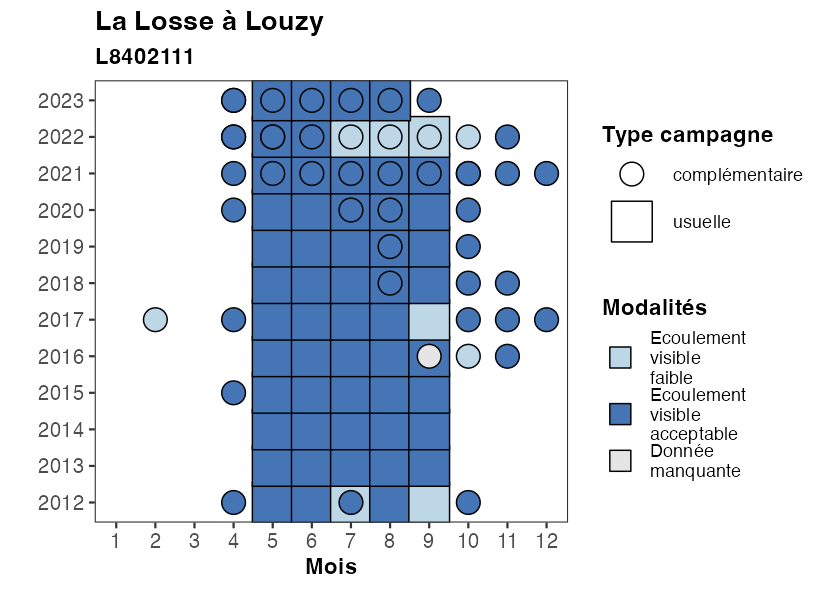 La Losse à Louzy
L8402111
2023
2022
2021
2020
2019
2018
2017
2016
2015
2014
2013
2012
1 2 3 4 5 6 7 8 9 10 11 12
Mois
Type campagne
complémentaire
usuelle
Modalités
Ecoulement
visible
faible
Ecoulement
visible
acceptable
Donnée
manquante